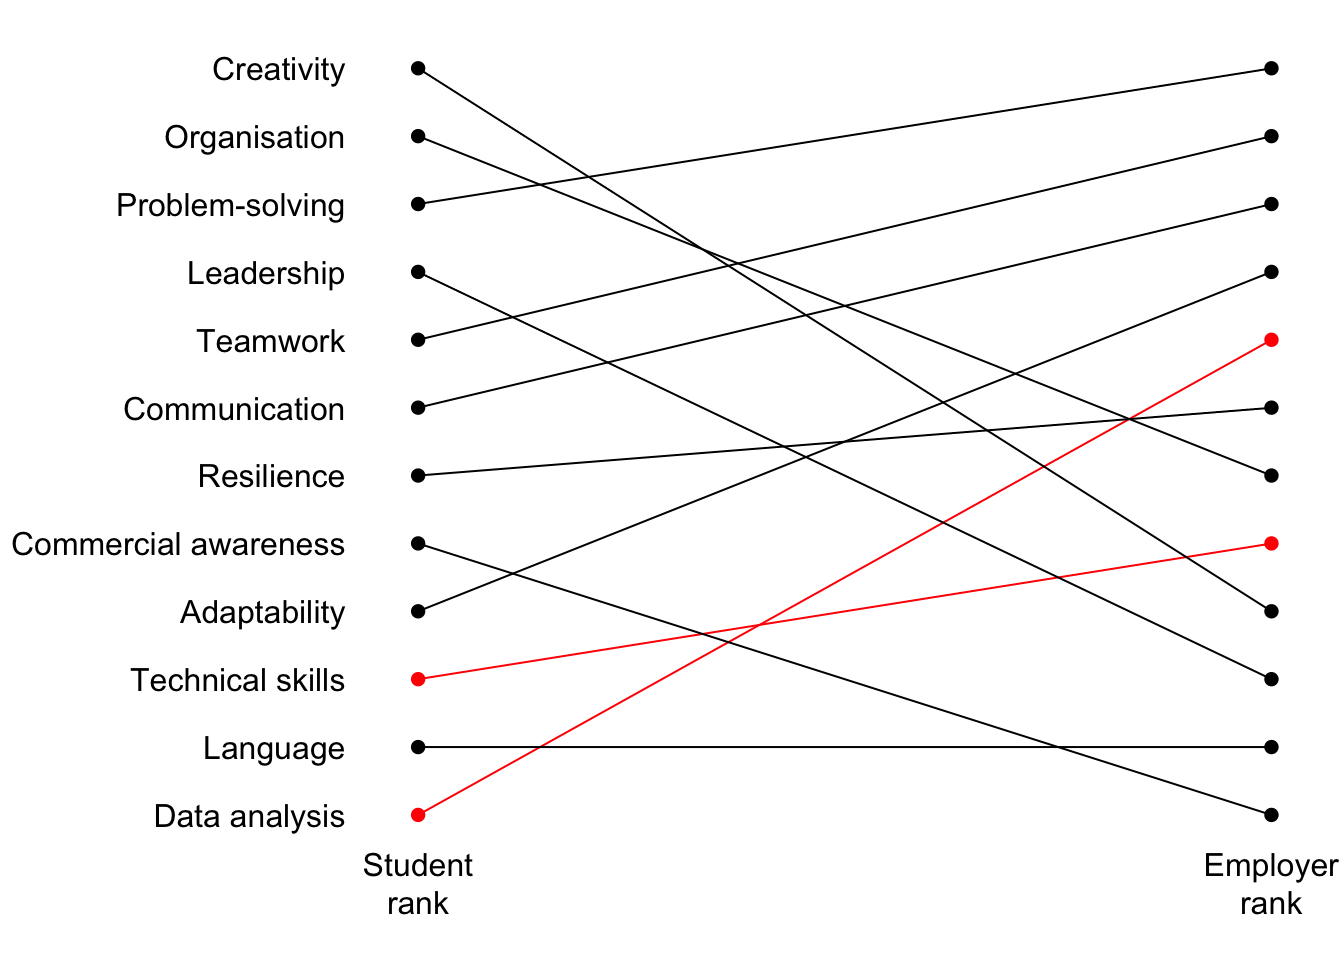 Creativity
Organisation
Problem-solving
Leadership
Teamwork
Communication
Resilience
Commercial awareness
Adaptability
Technical skills
Language
Data analysis
Student
rank
Employer
rank